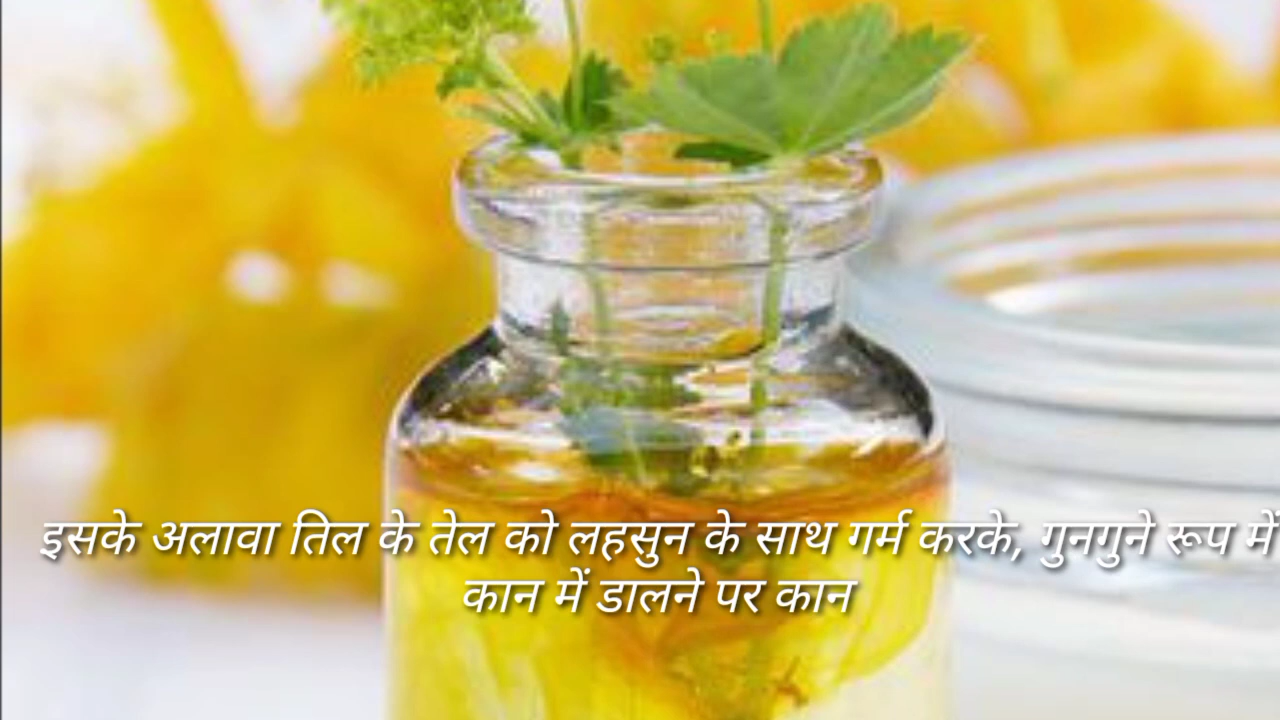 इसके अलावा तिल के तेल को लहसुन के साथ गर्म करके, गुनगुने रूप में
कान में डालने पर कान